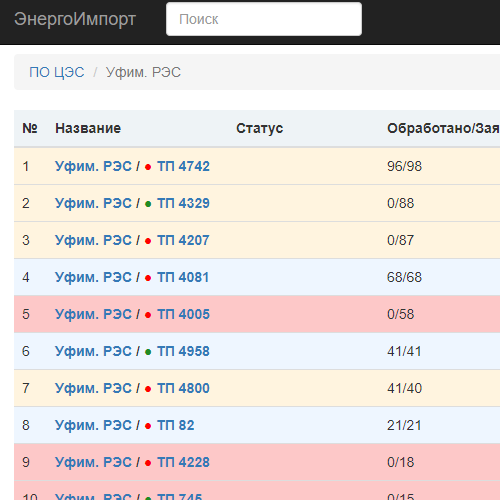 ЭнергоИмпорт Поиск
ПО ЦЭС / Уфим. РЭС
№ Название Статус Обработано/Зая
1 Уфим. РЭС / ● ТП 4742 96/98
2 Уфим. РЭС / ● ТП 4329 0/88
3 Уфим. РЭС / ● ТП 4207 0/87
4 Уфим. РЭС / ● ТП 4081 68/68
5 Уфим. РЭС / ● ТП 4005 0/58
6 Уфим. РЭС / ● ТП 4958 41/41
7 Уфим. РЭС / ● ТП 4800 41/40
8 Уфим. РЭС / ● ТП 82 21/21
9 Уфим. РЭС / ● ТП 4228 0/18
10 Уфим. РЭС / ● ТП 745 0/15